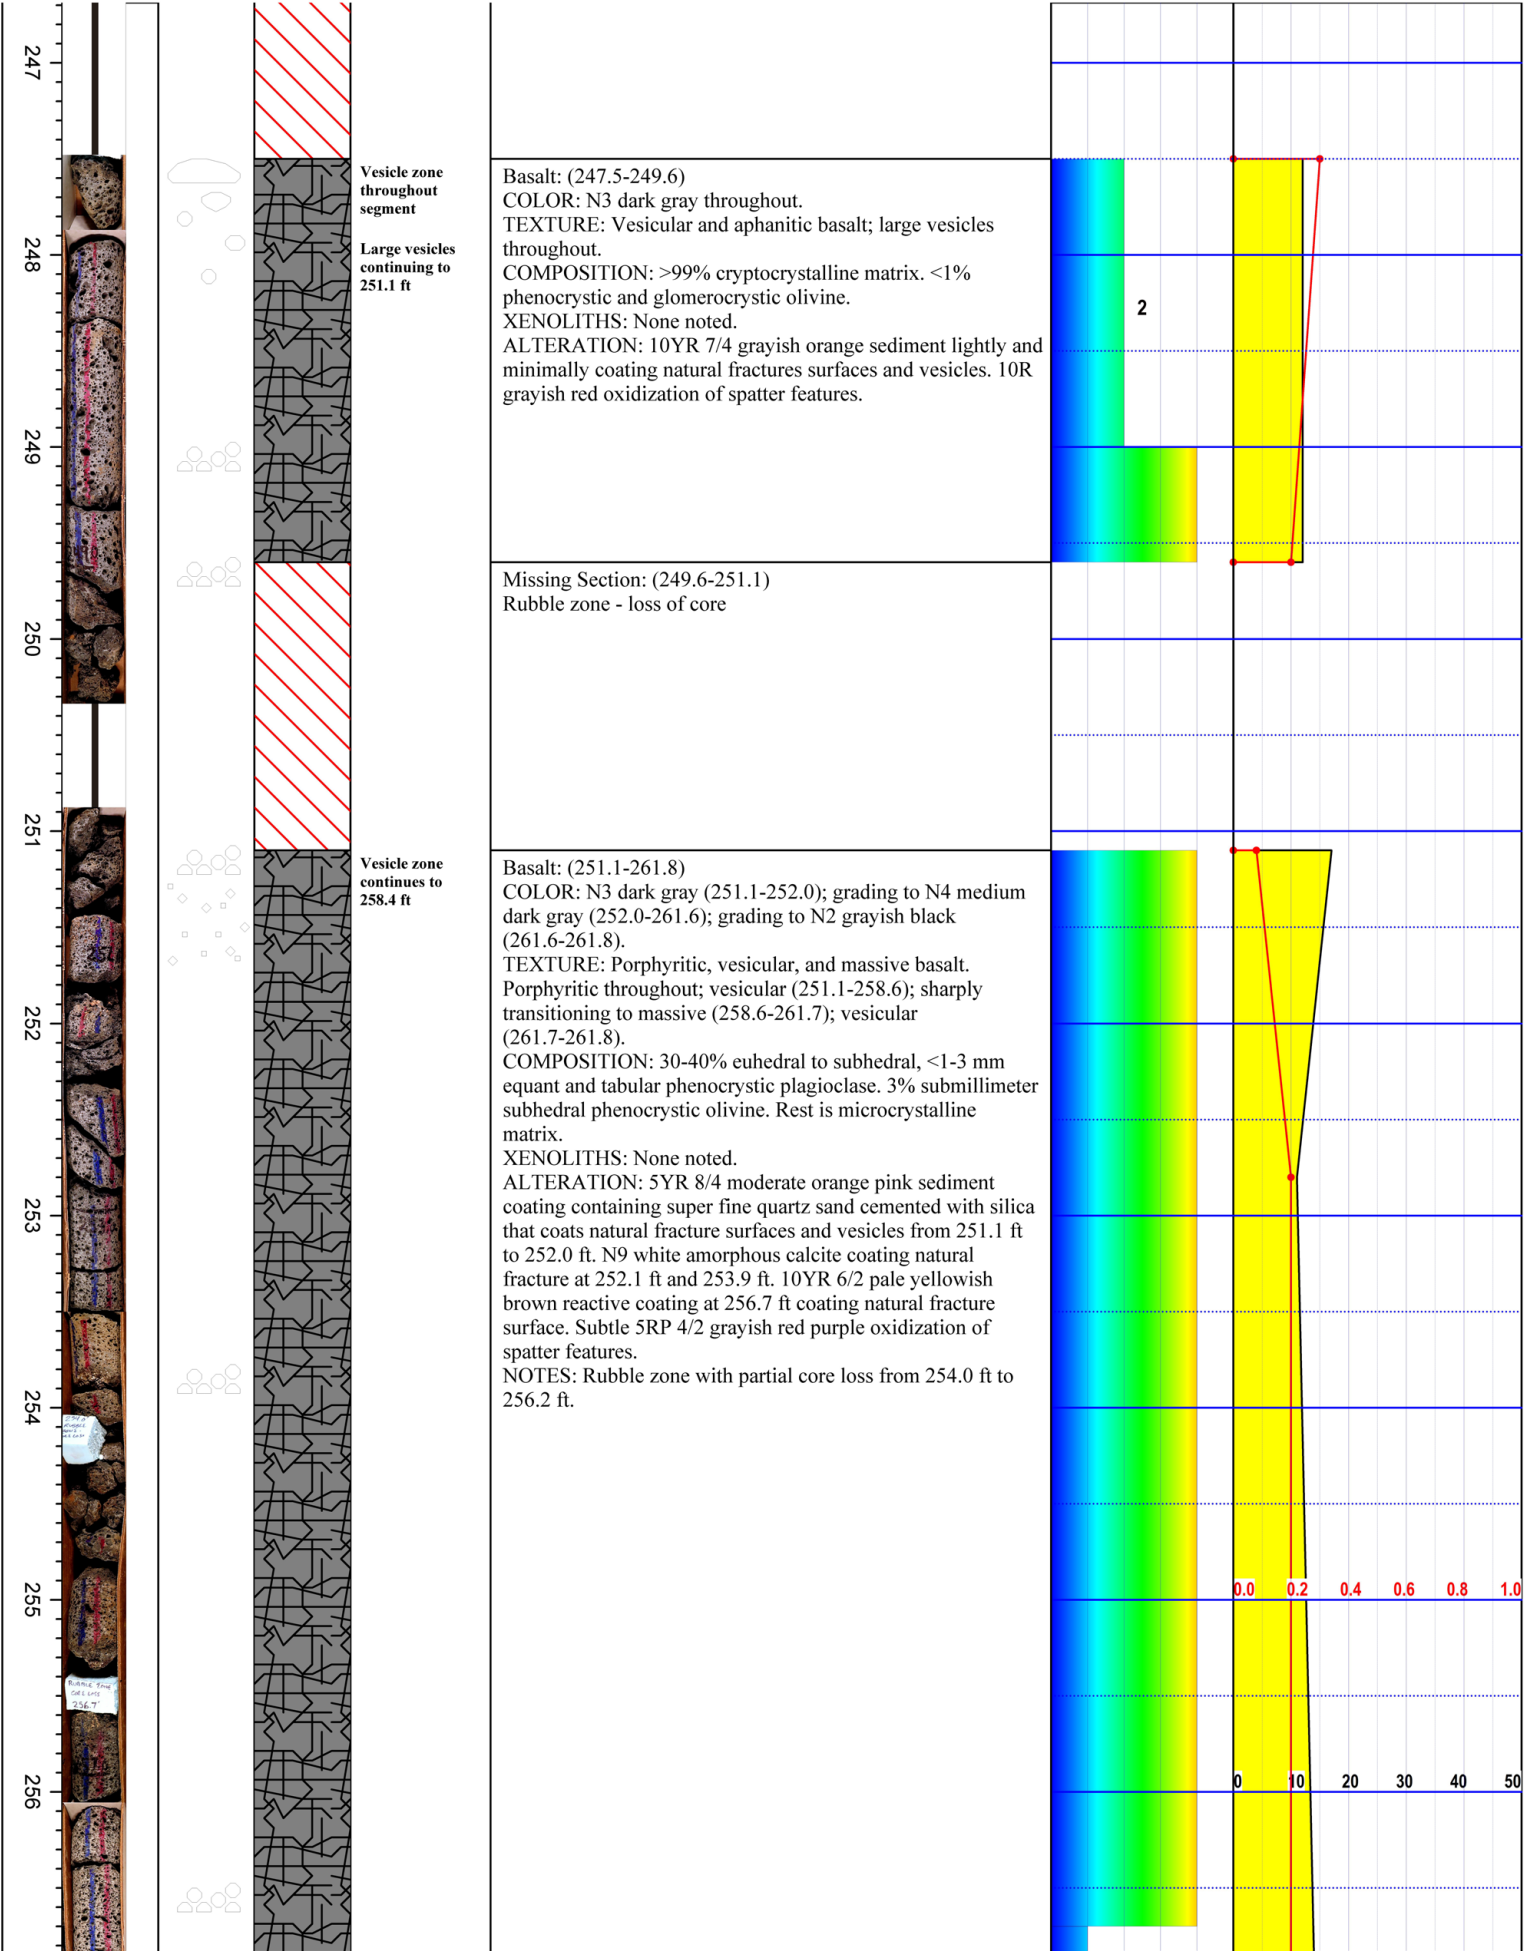 247
Vesicle zone
throughout
segment
Large vesicles
continuing to
251.1 ft
Basalt: (247.5-249.6)
COLOR: N3 dark gray throughout.
TEXTURE: Vesicular and aphanitic basalt; large vesicles
throughout.
COMPOSITION: >99% cryptocrystalline matrix. <1%
phenocrystic and glomerocrystic olivine.
XENOLITHS: None noted.
ALTERATION: 10YR 7/4 grayish orange sediment lightly and
minimally coating natural fractures surfaces and vesicles. 10R
grayish red oxidization of spatter features.
248
2
249
Missing Section: (249.6-251.1)
Rubble zone - loss of core
250
251
Vesicle zone
continues to
258.4 ft
Basalt: (251.1-261.8)
COLOR: N3 dark gray (251.1-252.0); grading to N4 medium
dark gray (252.0-261.6); grading to N2 grayish black
(261.6-261.8).
TEXTURE: Porphyritic, vesicular, and massive basalt.
Porphyritic throughout; vesicular (251.1-258.6); sharply
transitioning to massive (258.6-261.7); vesicular
(261.7-261.8).
COMPOSITION: 30-40% euhedral to subhedral, <1-3 mm
equant and tabular phenocrystic plagioclase. 3% submillimeter
subhedral phenocrystic olivine. Rest is microcrystalline
matrix.
XENOLITHS: None noted.
ALTERATION: 5YR 8/4 moderate orange pink sediment
coating containing super fine quartz sand cemented with silica
that coats natural fracture surfaces and vesicles from 251.1 ft
to 252.0 ft. N9 white amorphous calcite coating natural
fracture at 252.1 ft and 253.9 ft. 10YR 6/2 pale yellowish
brown reactive coating at 256.7 ft coating natural fracture
surface. Subtle 5RP 4/2 grayish red purple oxidization of
spatter features.
NOTES: Rubble zone with partial core loss from 254.0 ft to
256.2 ft.
252
252
253
254
255
0.0 0.2 0.4 0.6 0.8 1.0
RUBBLE ZONE
CORE LOSS
256.7'
256
0 10 20 30 40 50